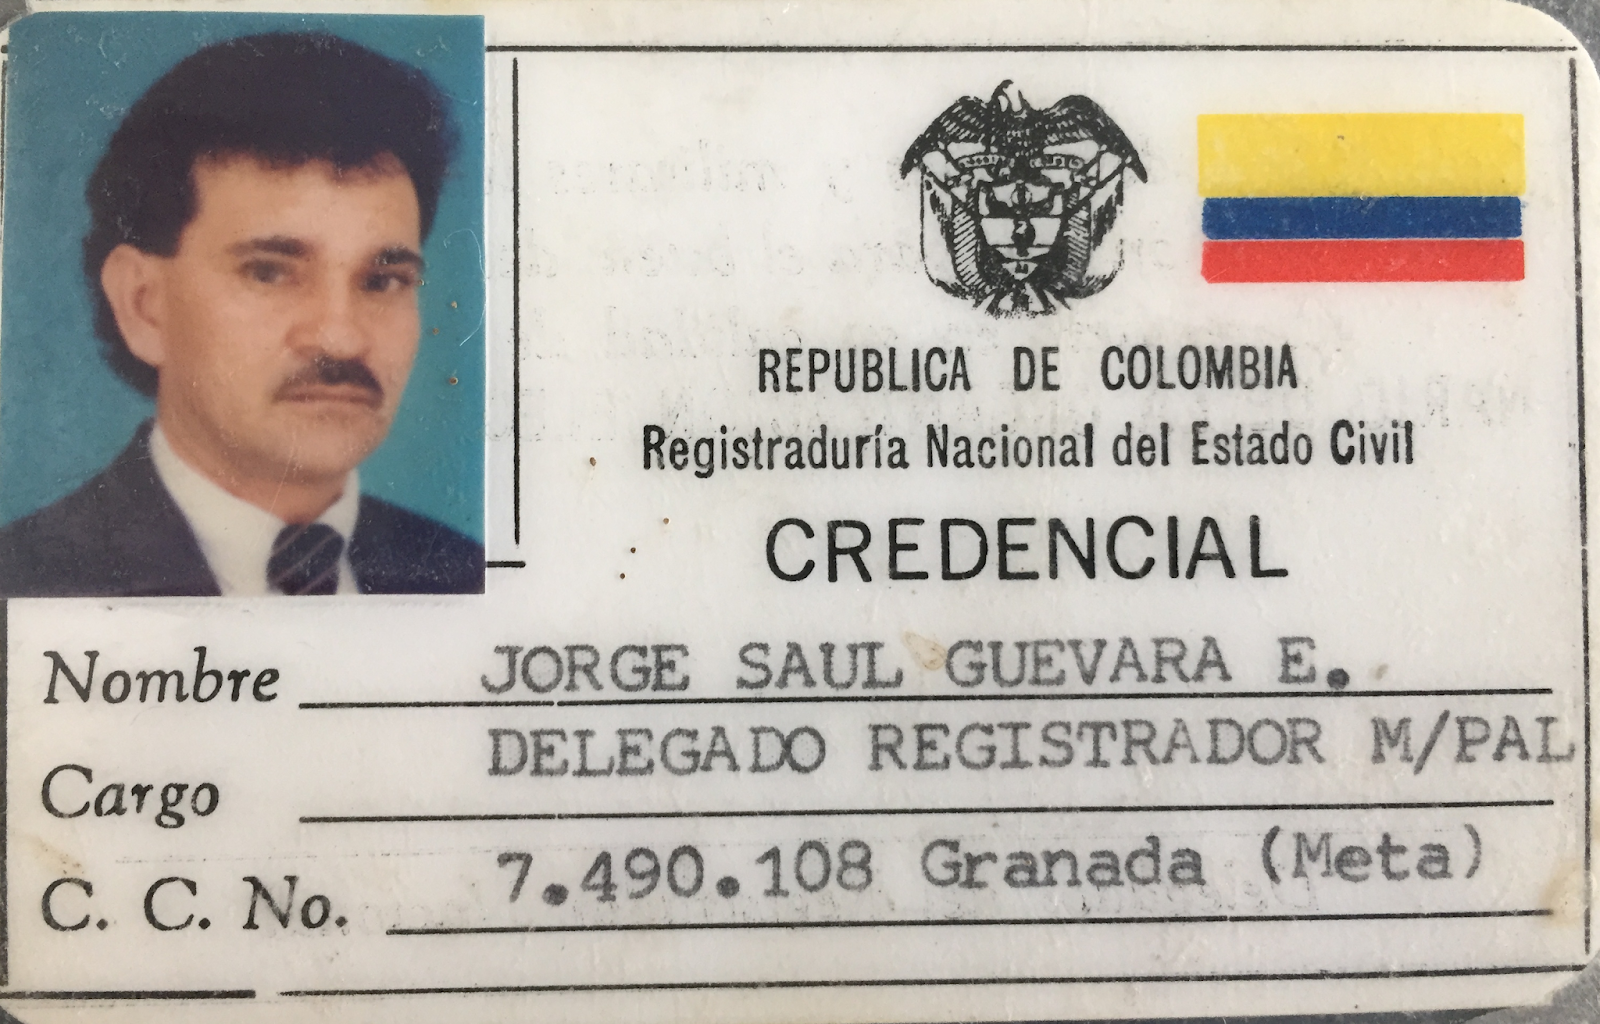 REPUBLICA DE COLOMBIA
Registraduría Nacional del Estado Civil
CREDENCIAL
Nombre JORGE SAUL GUEVARA E.
Cargo DELEGADO REGISTRADOR M/PAL
C. C. No. 7.490.108 Granada (Meta)